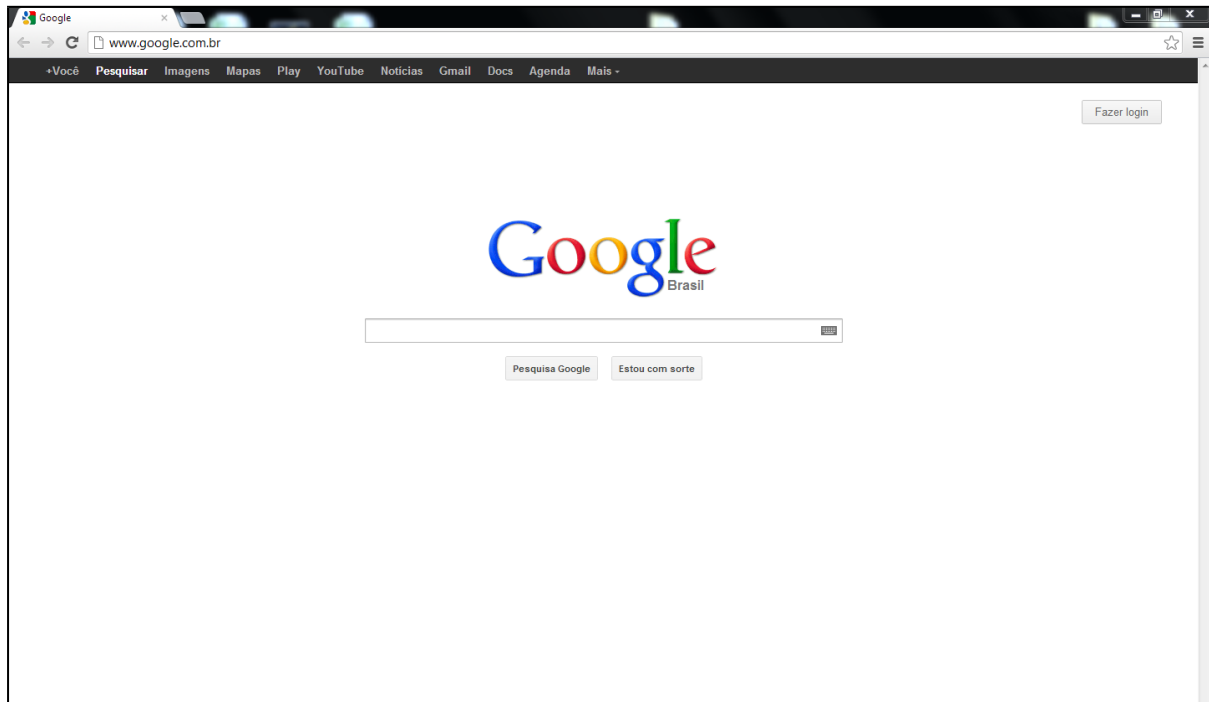 Google
www.google.com.br
+Você Pesquisar Imagens Mapas Play YouTube Notícias Gmail Docs Agenda Mais
Fazer login
Google
Brasil
Pesquisa Google Estou com sorte